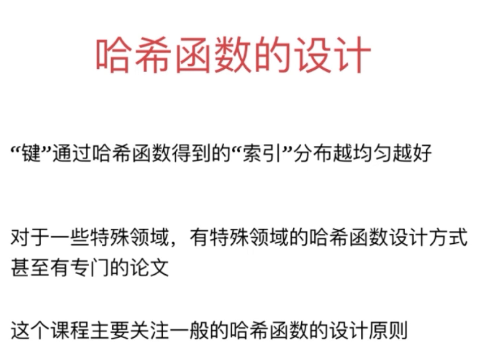 哈希函数的设计
“键”通过哈希函数得到的“索引”分布越均匀越好
对于一些特殊领域，有特殊领域的哈希函数设计方式
甚至有专门的论文
这个课程主要关注一般的哈希函数的设计原则